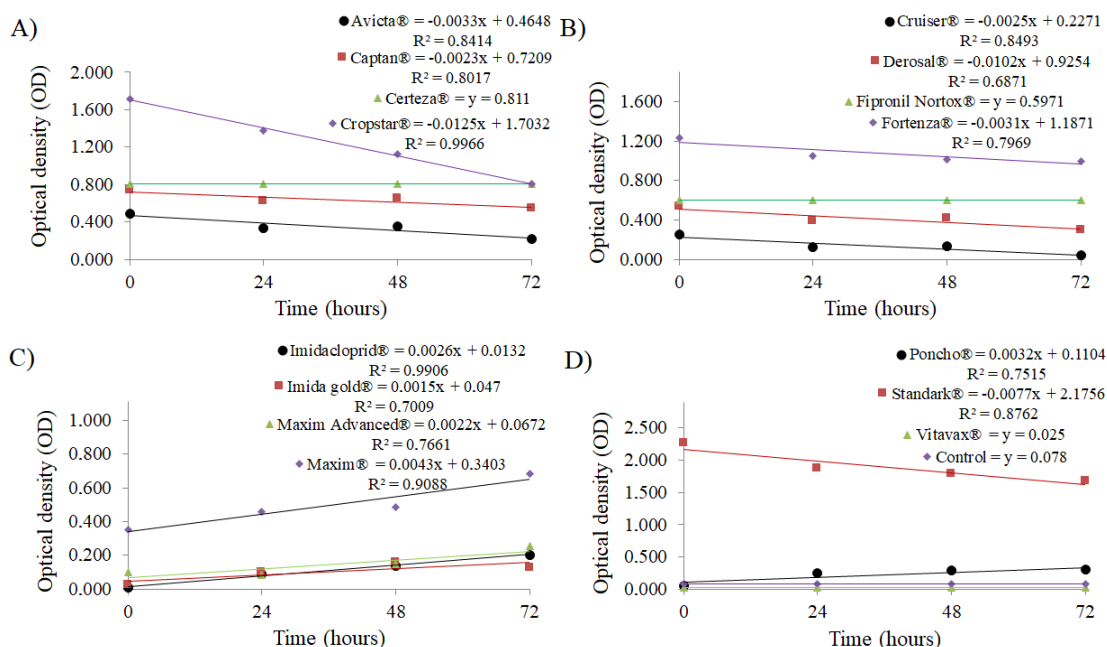 A)
Avicta® = -0.0033x + 0.4648
R² = 0.8414
Captan® = -0.0023x + 0.7209
R² = 0.8017
Certeza® = y = 0.811
Cropstar® = -0.0125x + 1.7032
R² = 0.9966
Optical density (OD)
2.000
1.600
1.200
0.800
0.400
0.000
0 24 48 72
Time (hours)
B)
Cruiser® = -0.0025x + 0.2271
R² = 0.8493
Derosal® = -0.0102x + 0.9254
R² = 0.6871
Fipronil Nortox® = y = 0.5971
Fortenza® = -0.0031x + 1.1871
R² = 0.7969
Optical density (OD)
1.600
1.200
0.800
0.400
0.000
0 24 48 72
Time (hours)
C)
Imidacloprid® = 0.0026x + 0.0132
R² = 0.9906
Imida gold® = 0.0015x + 0.047
R² = 0.7009
Maxim Advanced® = 0.0022x + 0.0672
R² = 0.7661
Maxim® = 0.0043x + 0.3403
R² = 0.9088
Optical density (OD)
1.000
0.800
0.600
0.400
0.200
0.000
0 24 48 72
Time (hours)
D)
Poncho® = 0.0032x + 0.1104
R² = 0.7515
Standark® = -0.0077x + 2.1756
R² = 0.8762
Vitavax® = y = 0.025
Control = y = 0.078
Optical density (OD)
2.500
2.000
1.500
1.000
0.500
0.000
0 24 48 72
Time (hours)